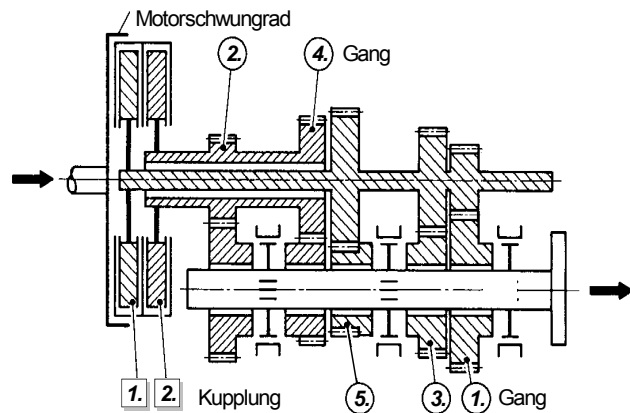 Motorschwungrad
2. 4. Gang
1. 2. Kupplung 5. 3. 1. Gang